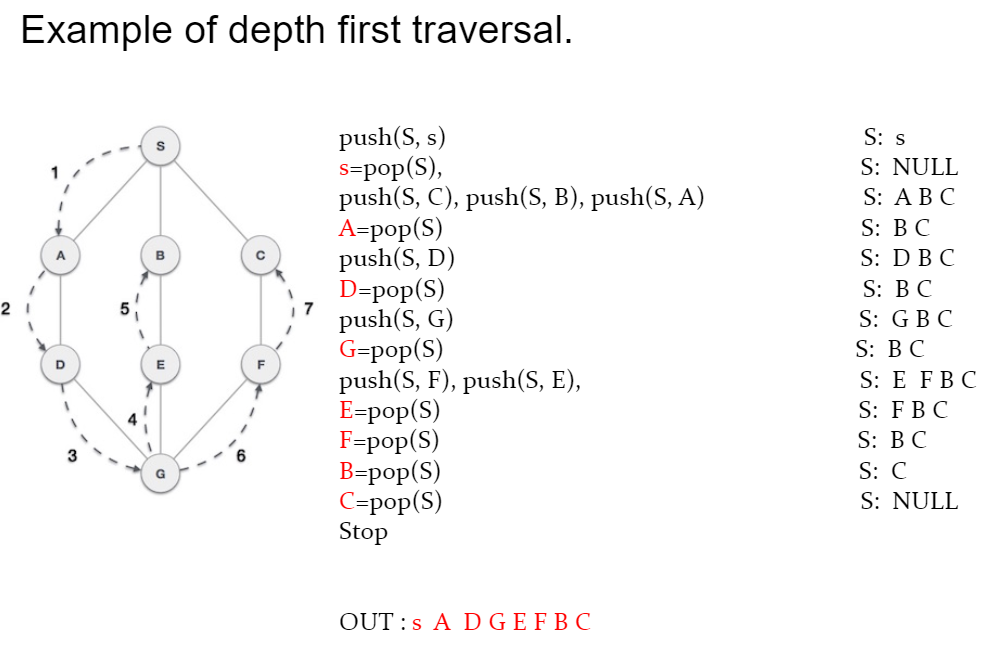 Example of depth first traversal.
S
1
A
B
C
2
5
7
D
E
F
4
3
6
G
push(S, s) S: s
s=pop(S), S: NULL
push(S, C), push(S, B), push(S, A) S: A B C
A=pop(S) S: B C
push(S, D) S: D B C
D=pop(S) S: B C
push(S, G) S: G B C
G=pop(S) S: B C
push(S, F), push(S, E), S: E F B C
E=pop(S) S: F B C
F=pop(S) S: B C
B=pop(S) S: C
C=pop(S) S: NULL
Stop
OUT : s A D G E F B C